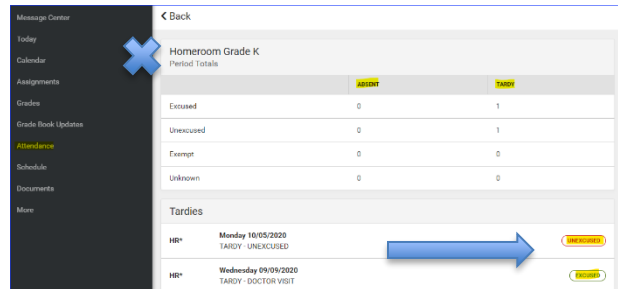 Message Center
Today
Calendar
Assignments
Grades
Grade Book Updates
Attendance
Schedule
Documents
More
Back
Homeroom Grade K
Period Totals
ABSENT TARDY
Excused 0 1
Unexcused 0 1
Exempt 0 0
Unknown 0 0
Tardies
HR* Monday 10/05/2020 UNEXCUSED
TARDY - UNEXCUSED
HR* Wednesday 09/09/2020 EXCUSED
TARDY - DOCTOR VISIT